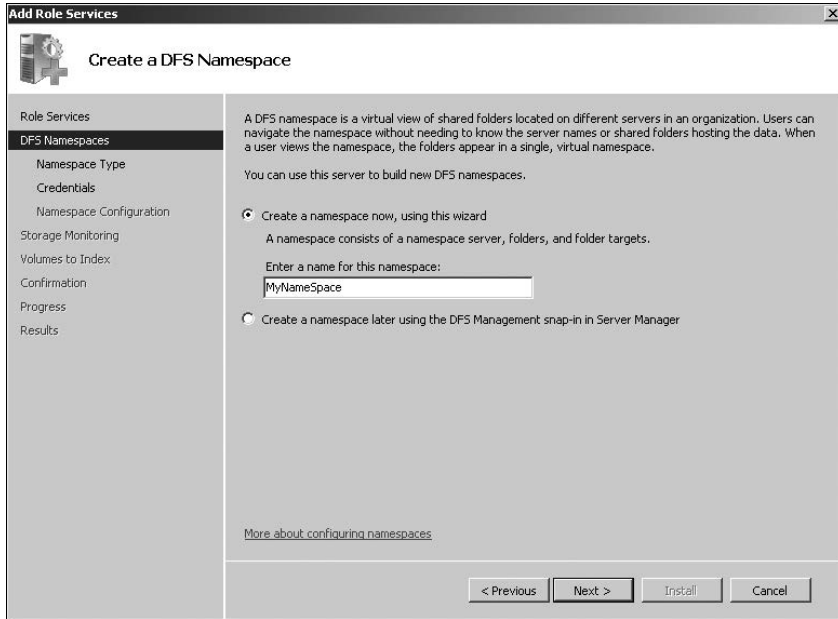 Add Role Services
X
Create a DFS Namespace
Role Services
DFS Namespaces
Namespace Type
Credentials
Namespace Configuration
Storage Monitoring
Volumes to Index
Confirmation
Progress
Results
A DFS namespace is a virtual view of shared folders located on different servers in an organization. Users can
navigate the namespace without needing to know the server names or shared folders hosting the data. When
a user views the namespace, the folders appear in a single, virtual namespace.
You can use this server to build new DFS namespaces.
Create a namespace now, using this wizard
A namespace consists of a namespace server, folders, and folder targets.
Enter a name for this namespace:
MyNameSpace
Create a namespace later using the DFS Management snap-in in Server Manager
More about configuring namespaces
< Previous
Next >
Install
Cancel